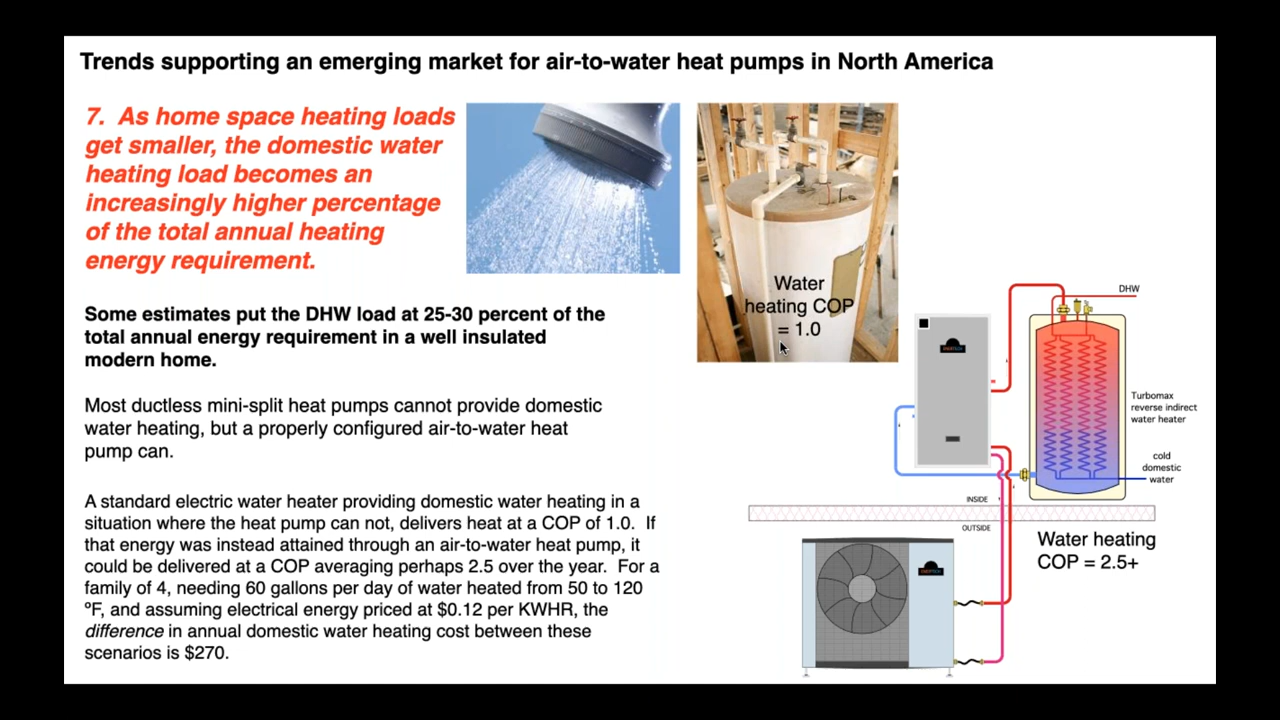 Trends supporting an emerging market for air-to-water heat pumps in North America
7. As home space heating loads
get smaller, the domestic water
heating load becomes an
increasingly higher percentage
of the total annual heating
energy requirement.
Some estimates put the DHW load at 25-30 percent of the
total annual energy requirement in a well insulated
modern home.
Most ductless mini-split heat pumps cannot provide domestic
water heating, but a properly configured air-to-water heat
pump can.
A standard electric water heater providing domestic water heating in a
situation where the heat pump can not, delivers heat at a COP of 1.0. If
that energy was instead attained through an air-to-water heat pump, it
could be delivered at a COP averaging perhaps 2.5 over the year. For a
family of 4, needing 60 gallons per day of water heated from 50 to 120
ºF, and assuming electrical energy priced at $0.12 per KWHR, the
difference in annual domestic water heating cost between these
scenarios is $270.
Water
heating COP
= 1.0
DHW
Turbomax
reverse indirect
water heater
cold
domestic
water
INSIDE
OUTSIDE
Water heating
COP = 2.5+